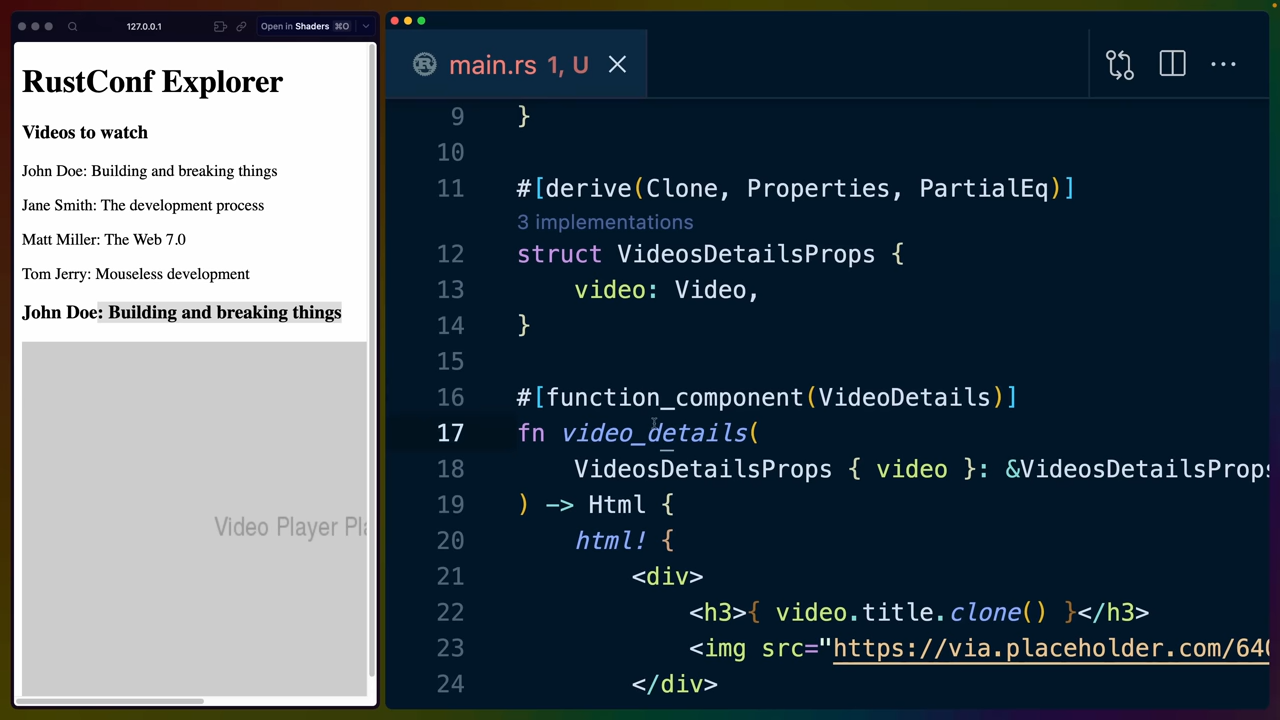 127.0.0.1
Open in Shaders ⌘O
RustConf Explorer
Videos to watch
John Doe: Building and breaking things
Jane Smith: The development process
Matt Miller: The Web 7.0
Tom Jerry: Mouseless development
John Doe: Building and breaking things
Video Player Pla
main.rs 1, U
9 }
10
11 #[derive(Clone, Properties, PartialEq)]
3 implementations
12 struct VideosDetailsProps {
13 video: Video,
14 }
15
16 #[function_component(VideoDetails)]
17 fn video_details(
18 VideosDetailsProps { video }: &VideosDetailsProps
19 ) -> Html {
20 html! {
21 <div>
22 <h3>{ video.title.clone() }</h3>
23 <img src="https://via.placeholder.com/640
24 </div>